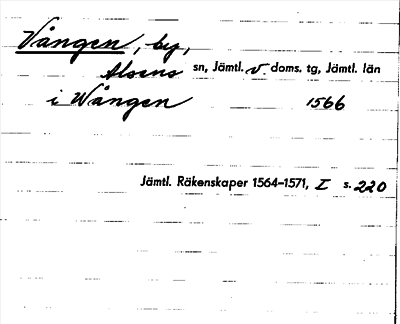 Vången, by,
Alsens sn, Jämtl. v. doms. tg, Jämtl. län
i Wången 1566
Jämtl. Räkenskaper 1564–1571, I s. 220